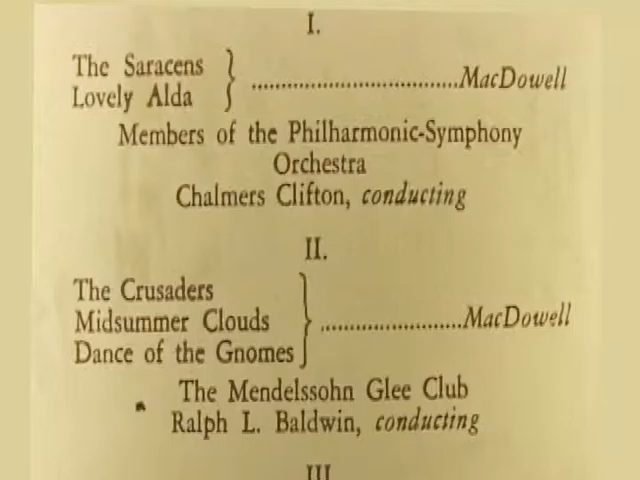 I.
The Saracens
Lovely Alda } ..................................MacDowell
Members of the Philharmonic-Symphony
Orchestra
Chalmers Clifton, conducting
II.
The Crusaders
Midsummer Clouds } .......................MacDowell
Dance of the Gnomes
The Mendelssohn Glee Club
Ralph L. Baldwin, conducting
III